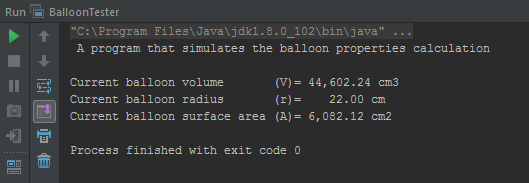 Run BalloonTester
"C:\Program Files\Java\jdk1.8.0_102\bin\java" ...
A program that simulates the balloon properties calculation
Current balloon volume (V)= 44,602.24 cm3
Current balloon radius (r)= 22.00 cm
Current balloon surface area (A)= 6,082.12 cm2
Process finished with exit code 0